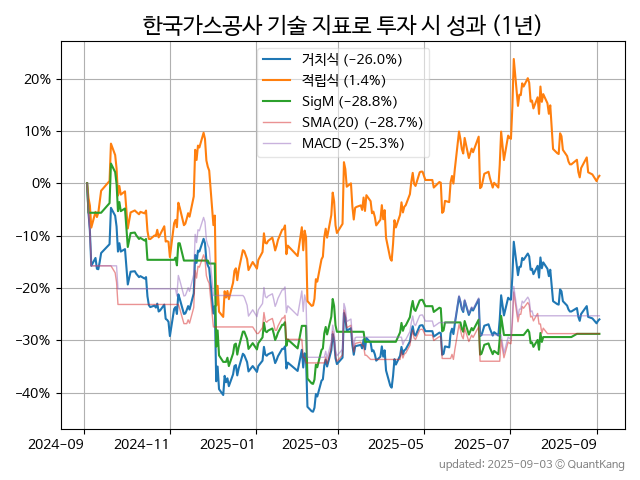 한국가스공사 기술 지표로 투자 시 성과 (1년)
거치식 (−26.0%)
적립식 (1.4%)
SigM (−28.8%)
SMA(20) (−28.7%)
MACD (−25.3%)
20%
10%
0%
−10%
−20%
−30%
−40%
2024-09 2024-11 2025-01 2025-03 2025-05 2025-07 2025-09
updated: 2025-09-03 © QuantKang